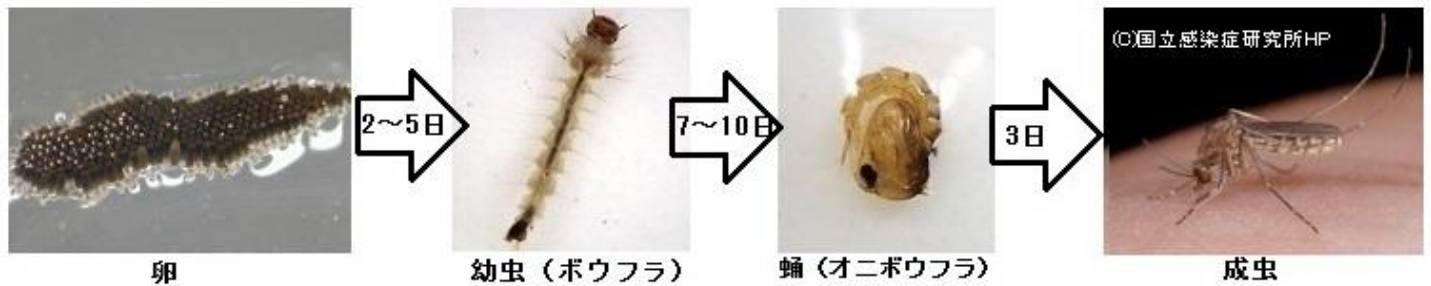 (C)国立感染症研究所HP
2～5日
7～10日
3日
卵
幼虫（ボウフラ）
蛹（オニボウフラ）
成虫